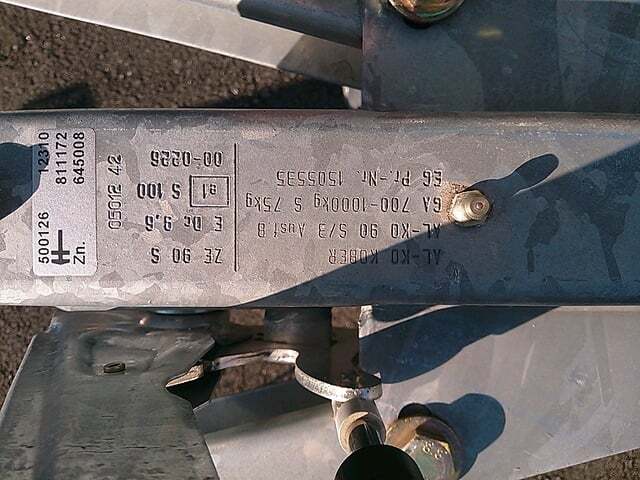 AL-KO KOBER
AL-KO 90 S/3 Ausf B
GA 700-1000kg S 75kg
EG Pr.-Nr. 1505535
ZE 90 S
E Dc 9,6
e1 S 100
00-0226
05012 42
500126 12310
811172
Zn. 645008